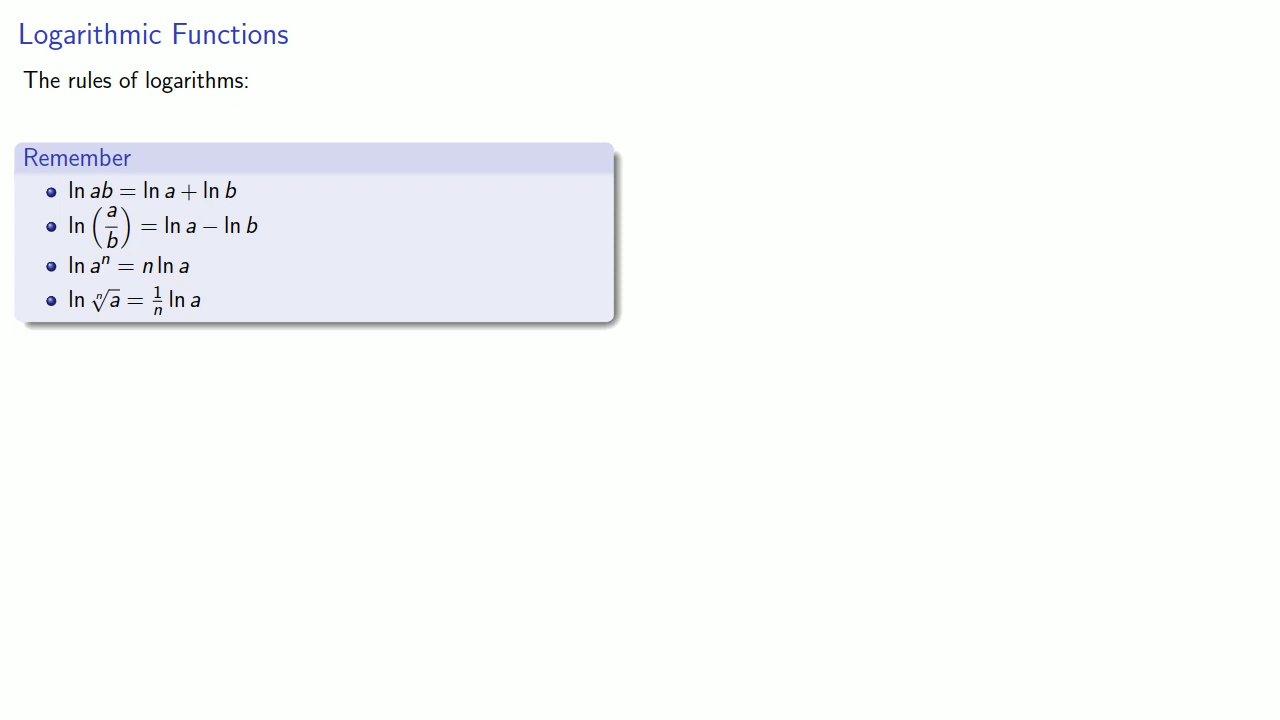 Logarithmic Functions
The rules of logarithms:
Remember
• ln ab = ln a + ln b
• ln (a/b) = ln a − ln b
• ln aⁿ = n ln a
• ln ⁿ√a = 1/n ln a